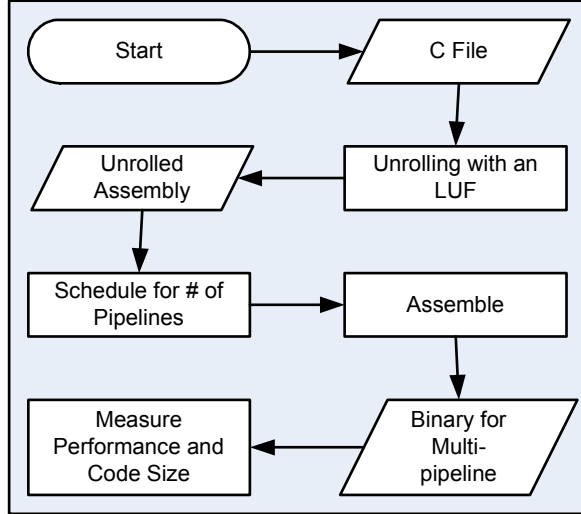 Start
C File
Unrolling with an
LUF
Unrolled
Assembly
Schedule for # of
Pipelines
Assemble
Binary for
Multi-
pipeline
Measure
Performance and
Code Size